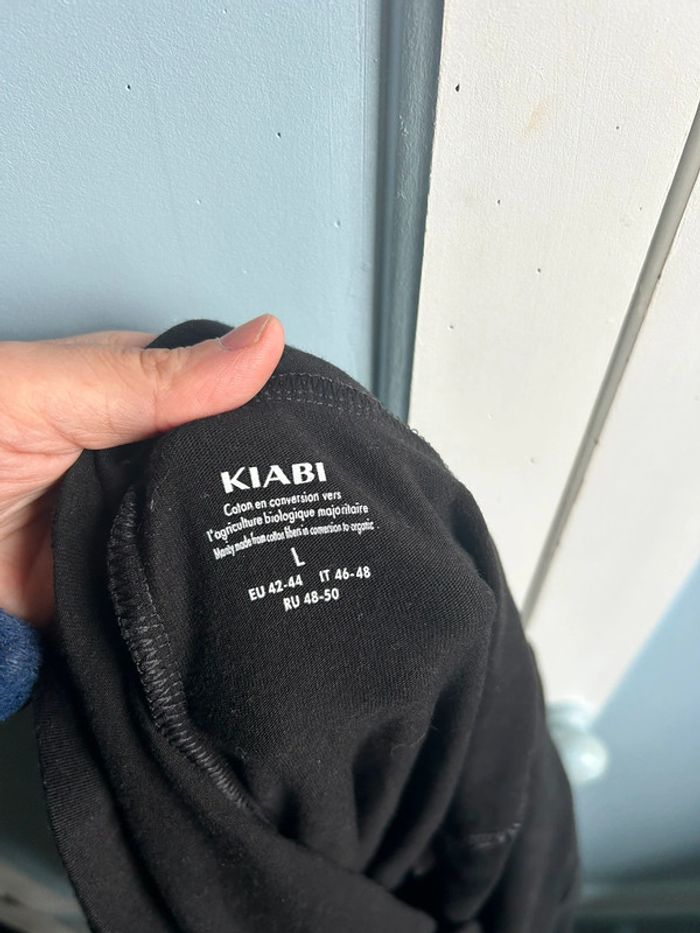 KIABI
Coton en conversion vers
l'agriculture biologique majoritaire
Mainly made from cotton fibers in conversion to organic
L
EU 42-44 IT 46-48
RU 48-50